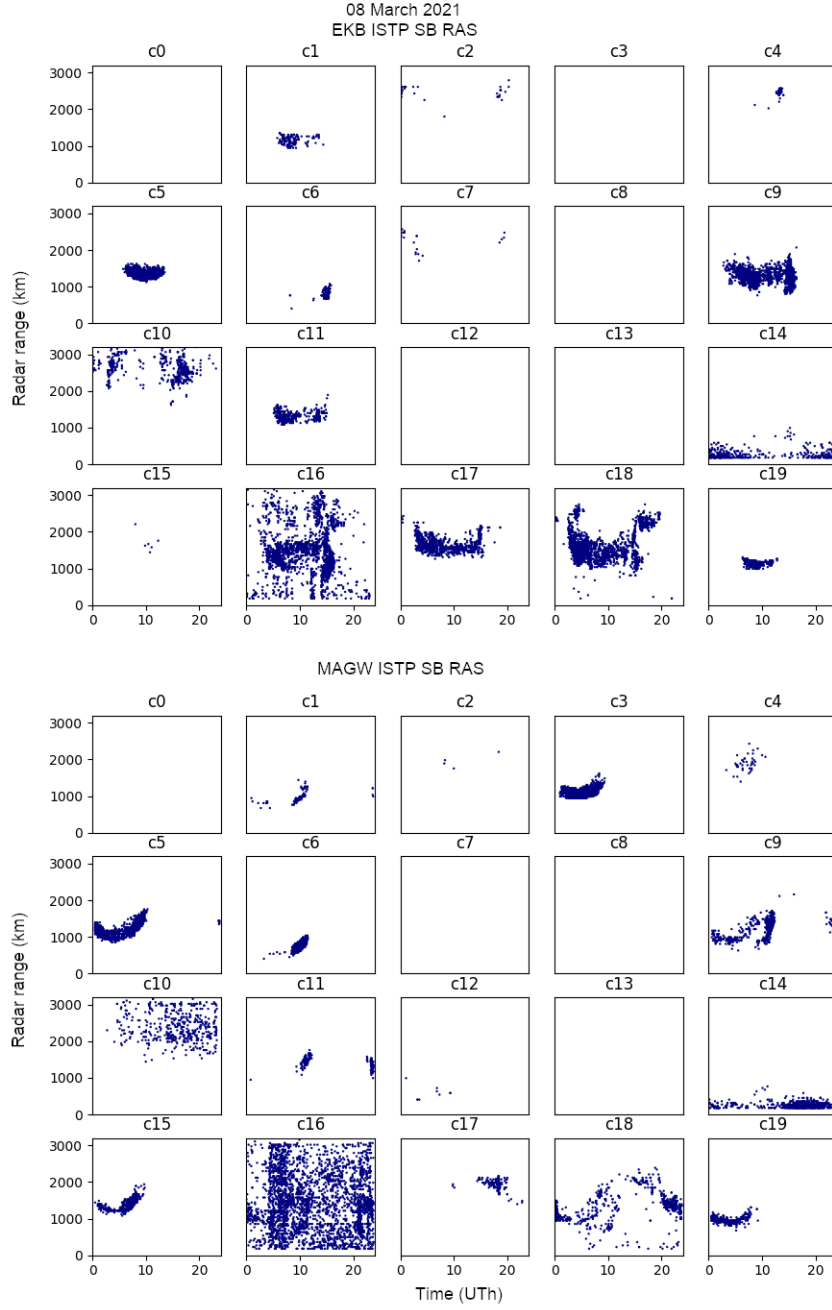 08 March 2021
EKB ISTP SB RAS
c0 c1 c2 c3 c4
3000
2000
1000
0
c5 c6 c7 c8 c9
3000
2000
1000
0
Radar range (km)
c10 c11 c12 c13 c14
3000
2000
1000
0
c15 c16 c17 c18 c19
3000
2000
1000
0
0 10 20 0 10 20 0 10 20 0 10 20 0 10 20
MAGW ISTP SB RAS
c0 c1 c2 c3 c4
3000
2000
1000
0
c5 c6 c7 c8 c9
3000
2000
1000
0
Radar range (km)
c10 c11 c12 c13 c14
3000
2000
1000
0
c15 c16 c17 c18 c19
3000
2000
1000
0
0 10 20 0 10 20 0 10 20 0 10 20 0 10 20
Time (UTh)